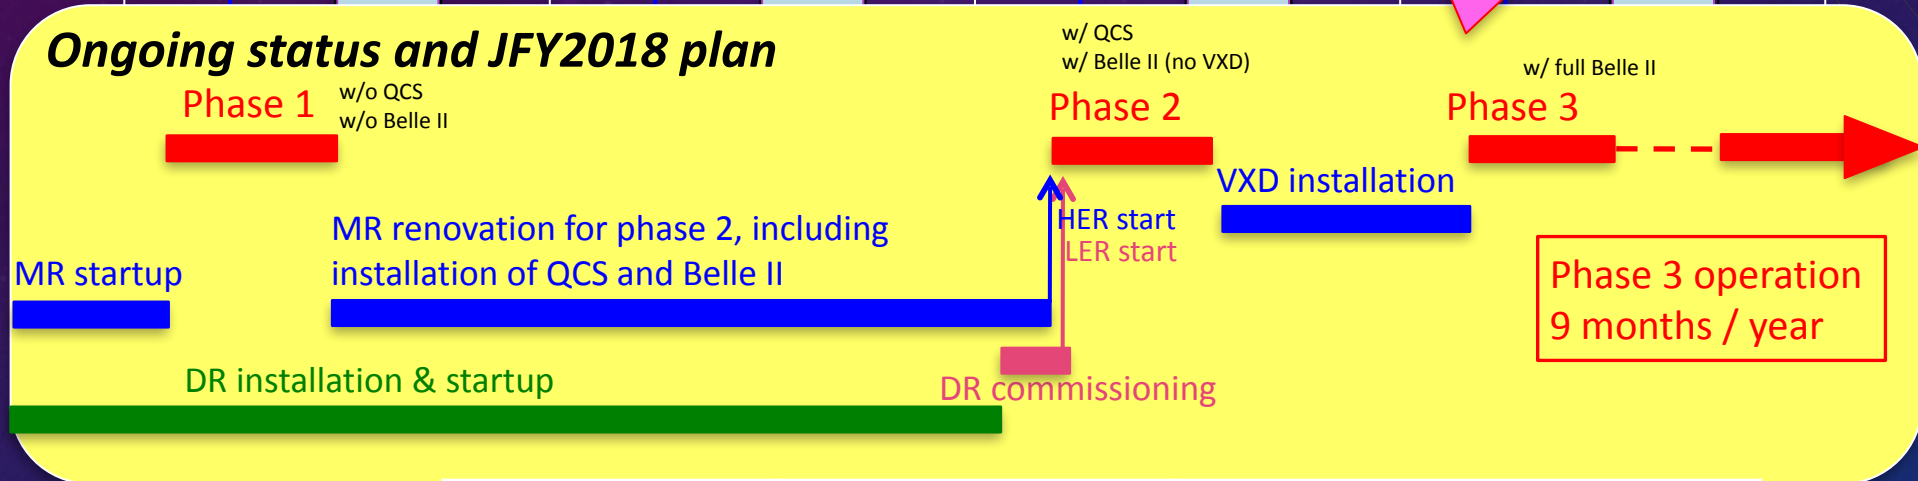 Ongoing status and JFY2018 plan
Phase 1
w/o QCS
w/o Belle II
w/ QCS
w/ Belle II (no VXD)
Phase 2
w/ full Belle II
Phase 3
VXD installation
HER start
LER start
MR renovation for phase 2, including
installation of QCS and Belle II
MR startup
Phase 3 operation
9 months / year
DR installation & startup
DR commissioning